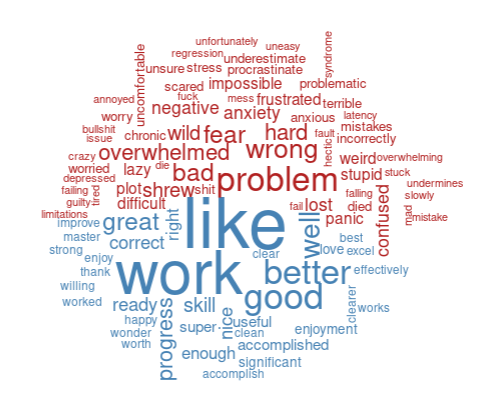 unfortunately uneasy syndrome
regression underestimate
uncomfortable unsure stress procrastinate
scared impossible problematic
annoyed fuck mess frustrated terrible
worry negative anxiety anxious latency
bullshit chronic wild fear hard fault mistakes
issue incorrectly
crazy overwhelmed wrong hectic weird overwhelming
worried lazy die bad problem stupid stuck
depressed plot shrew shit falling undermines
failing tired difficult fail lost died confused slowly
guilty panic mad mistake
limitations
improve great right like well
master correct clear love best
strong enjoy excel
thank work better effectively
willing
worked ready skill good clearer works
happy progress super nice useful enjoyment
wonder clean
worth enough accomplished
significant
accomplish